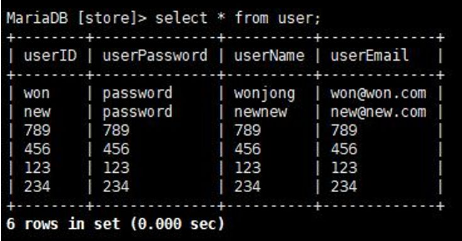 MariaDB [store]> select * from user;
+--------+--------------+----------+-------------+
| userID | userPassword | userName | userEmail   |
+--------+--------------+----------+-------------+
| won    | password     | wonjong  | won@won.com |
| new    | password     | newnew   | new@new.com |
| 789    | 789          | 789      | 789         |
| 456    | 456          | 456      | 456         |
| 123    | 123          | 123      | 123         |
| 234    | 234          | 234      | 234         |
+--------+--------------+----------+-------------+
6 rows in set (0.000 sec)